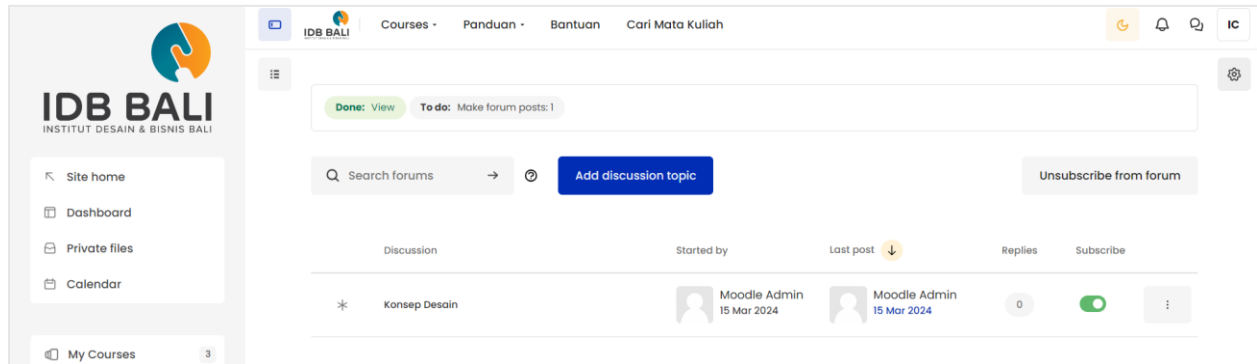 IDB BALI
INSTITUT DESAIN & BISNIS BALI
Site home
Dashboard
Private files
Calendar
My Courses 3
IDB BALI
Courses Panduan Bantuan Cari Mata Kuliah IC
Done: View To do: Make forum posts: 1
Search forums Add discussion topic Unsubscribe from forum
Discussion Started by Last post Replies Subscribe
Konsep Desain Moodle Admin Moodle Admin 0
15 Mar 2024 15 Mar 2024